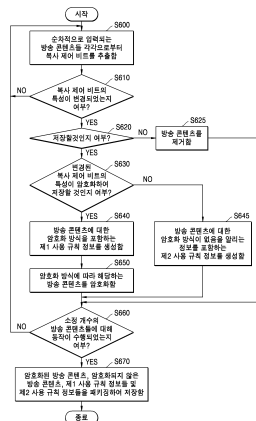 시작
S600
순차적으로 입력되는
방송 콘텐츠들 각각으로부터
복사 제어 비트를 추출함
S610
복사 제어 비트의
특성이 변경되었는지
여부?
NO
YES
S620
저장할것인지 여부?
NO
S625
방송 콘텐츠를
제거함
YES
S630
변경된
복사 제어 비트의
특성이 암호화하여
저장할 것인지
여부?
NO
YES
S640
방송 콘텐츠에 대한
암호화 방식을 포함하는
제1 사용 규칙 정보를 생성함
S645
방송 콘텐츠에 대한
암호화 방식이 없음을 알리는
정보를 포함하는
제2 사용 규칙 정보를 생성함
S650
암호화 방식에 따라 해당하는
방송 콘텐츠를 암호화함
S660
소정 개수의
방송 콘텐츠들에 대해
동작이 수행되었는지
여부?
NO
YES
S670
암호화된 방송 콘텐츠, 암호화되지 않은
방송 콘텐츠, 제1 사용 규칙 정보들 및
제2 사용 규칙 정보들을 패키징하여 저장함
종료